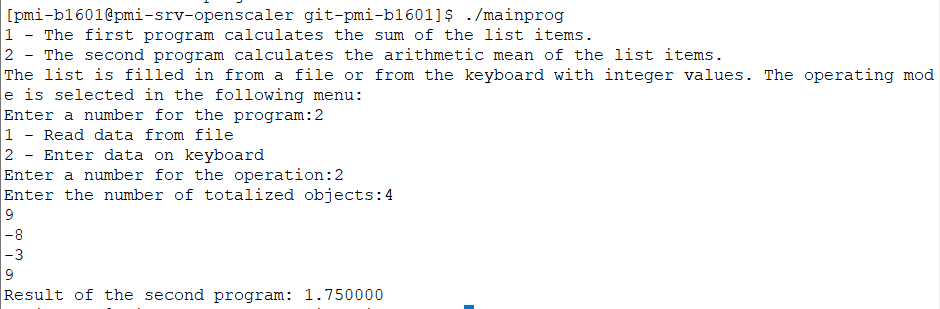 [pmi-b1601@pmi-srv-openscaler git-pmi-b1601]$ ./mainprog
1 - The first program calculates the sum of the list items.
2 - The second program calculates the arithmetic mean of the list items.
The list is filled in from a file or from the keyboard with integer values. The operating mod
e is selected in the following menu:
Enter a number for the program:2
1 - Read data from file
2 - Enter data on keyboard
Enter a number for the operation:2
Enter the number of totalized objects:4
9
-8
-3
9
Result of the second program: 1.750000